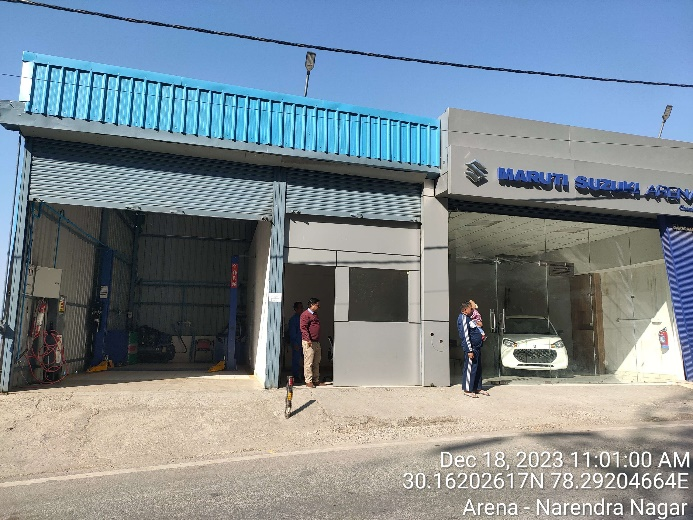 MARUTI SUZUKI ARENA
Dec 18, 2023 11:01:00 AM
30.16202617N 78.29204664E
Arena - Narendra Nagar